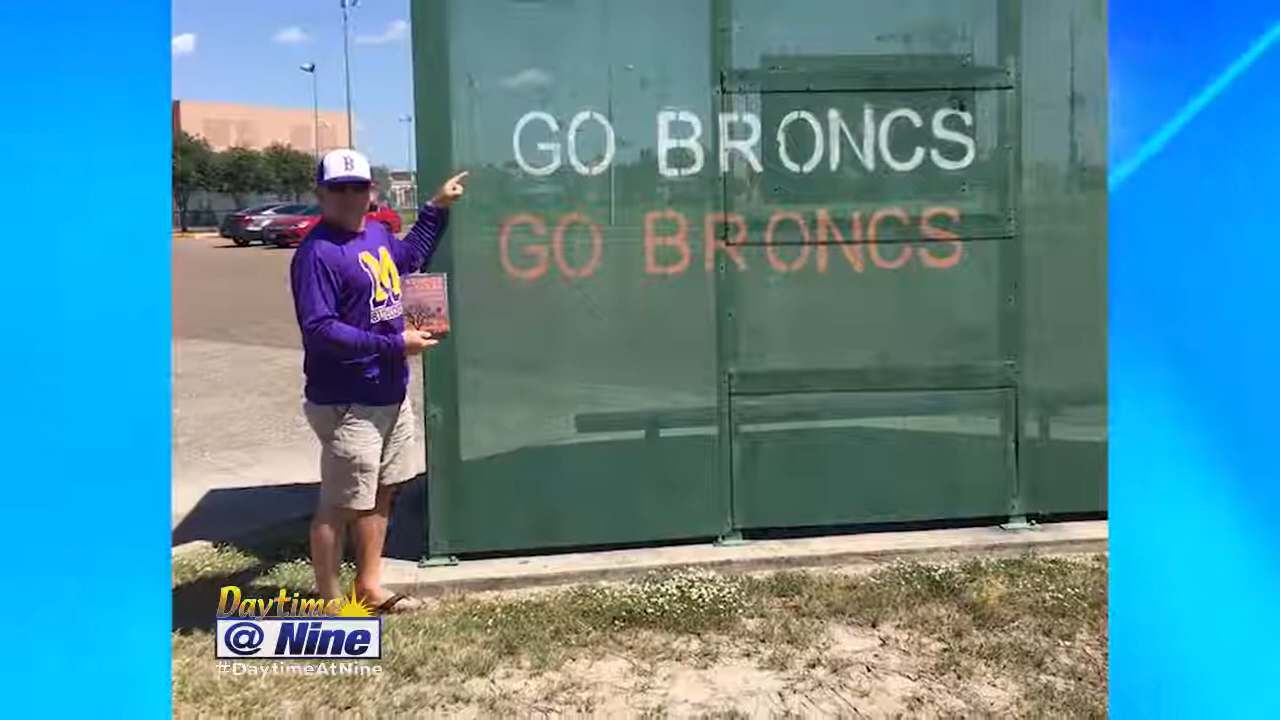 GO BRONCS
GO BRONCS
B
M
Daytime
@ Nine
#DaytimeAtNine